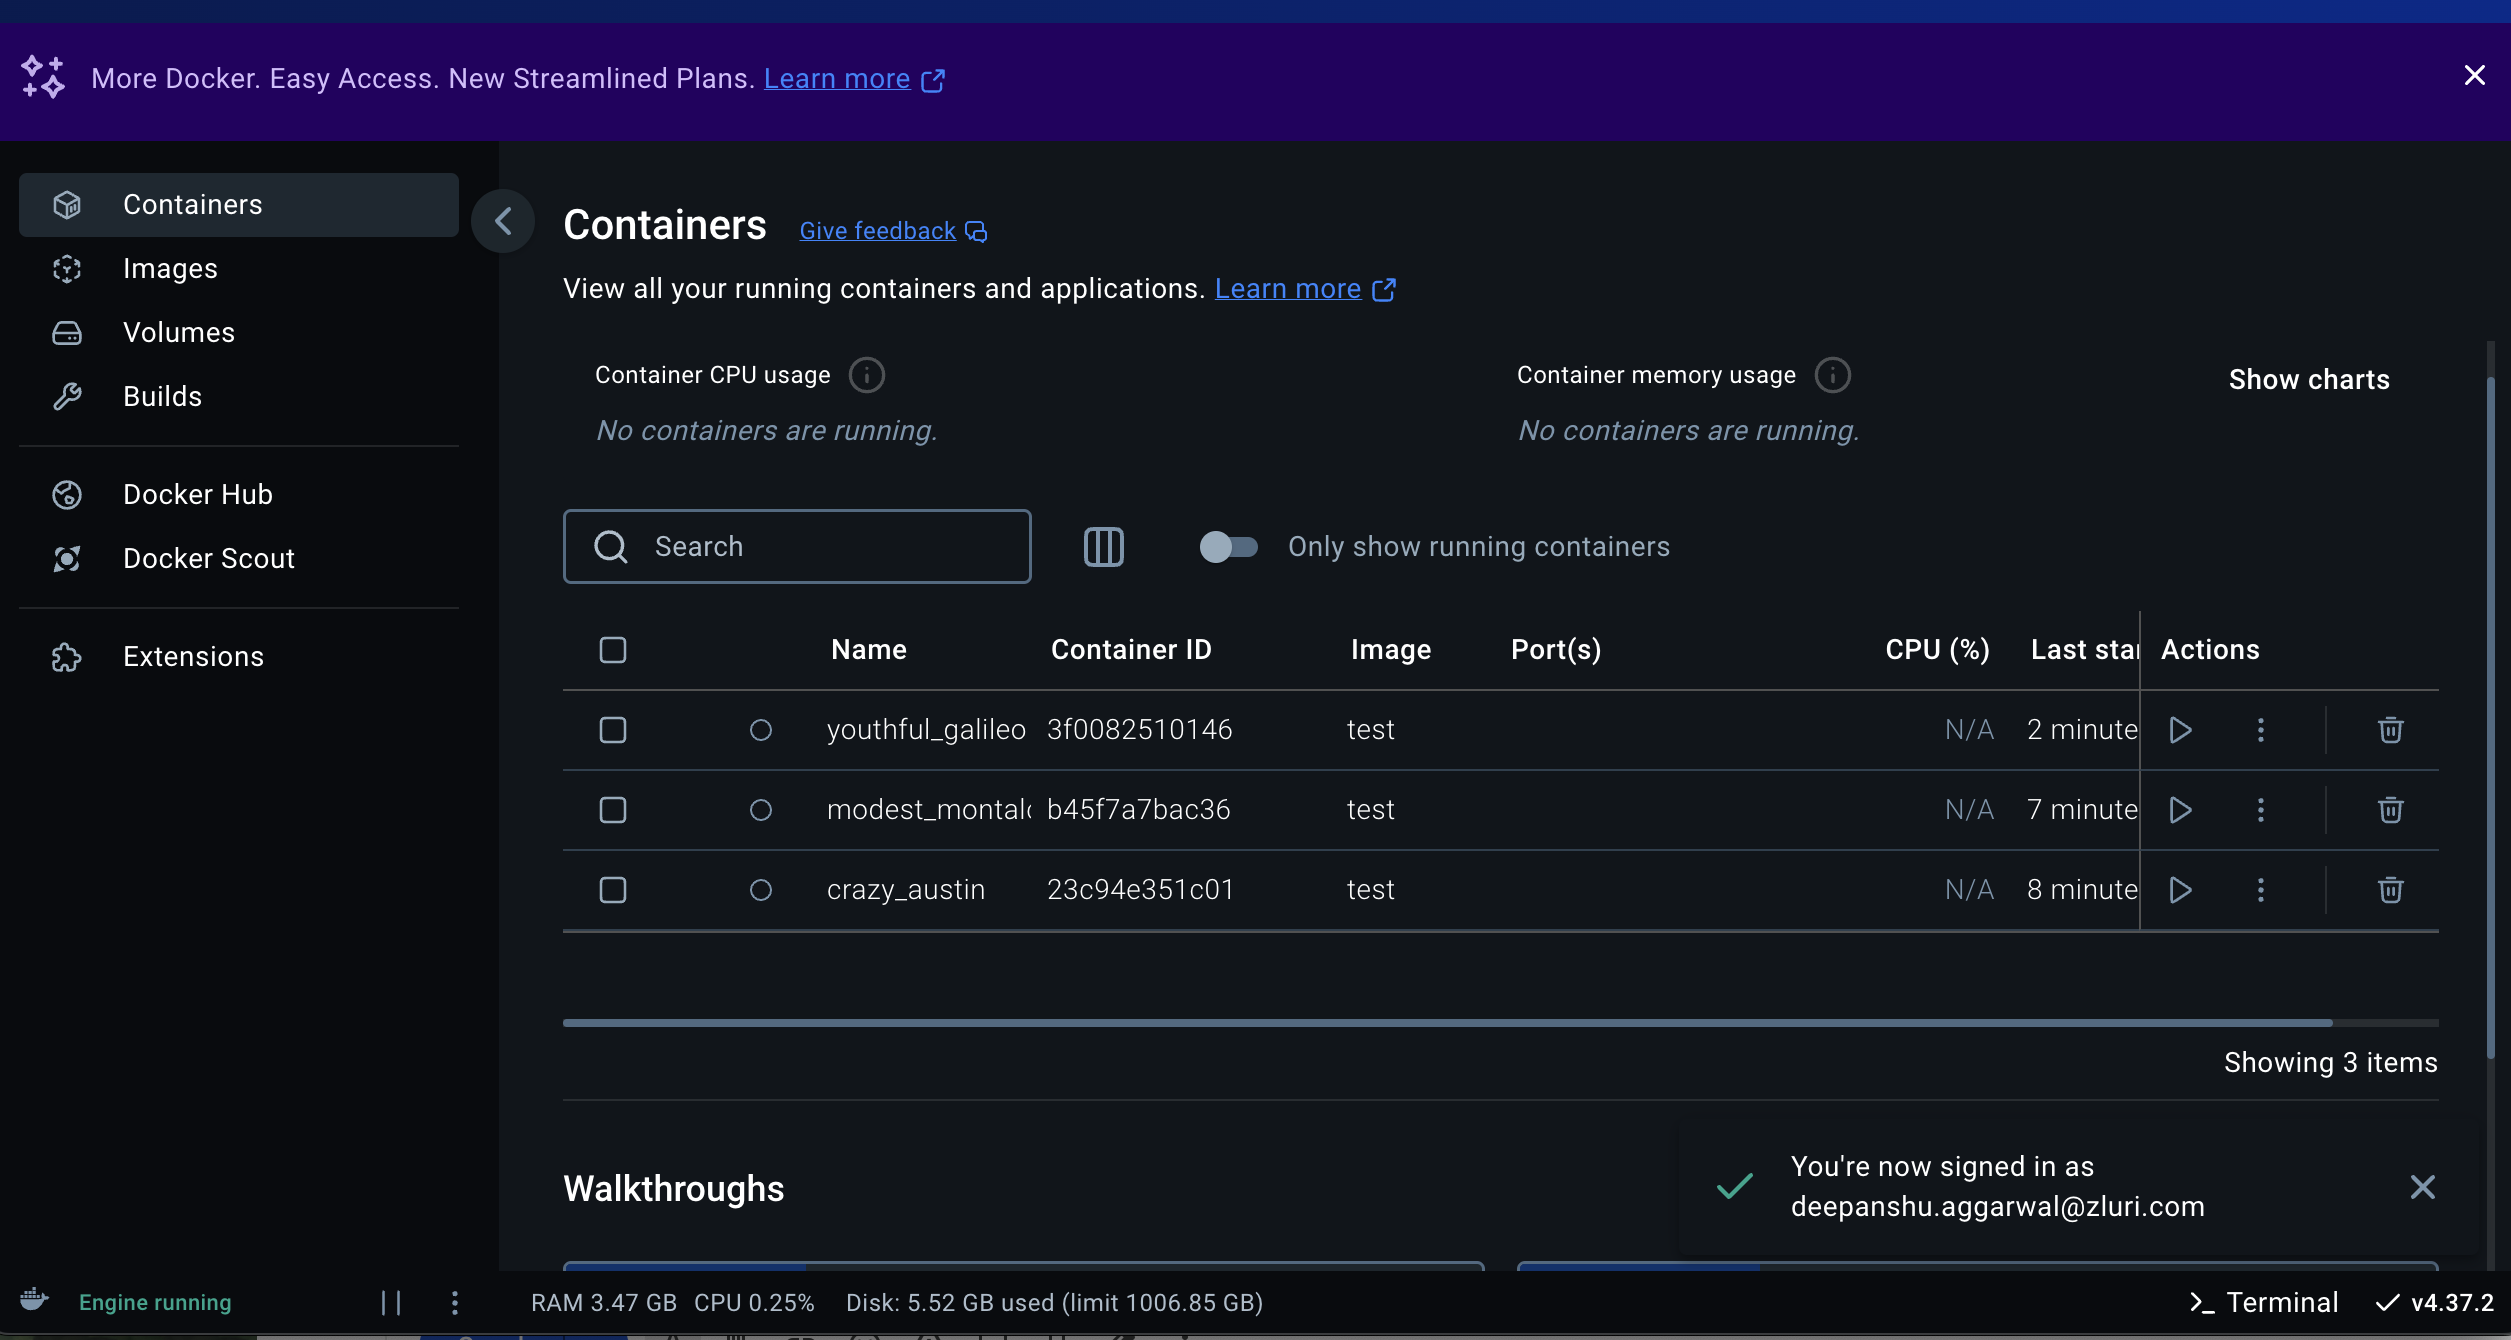 More Docker. Easy Access. New Streamlined Plans. Learn more
Containers
Images
Volumes
Builds
Docker Hub
Docker Scout
Extensions
Containers Give feedback
View all your running containers and applications. Learn more
Container CPU usage
No containers are running.
Container memory usage
No containers are running.
Show charts
Search
Only show running containers
Name Container ID Image Port(s) CPU (%) Last star Actions
youthful_galileo 3f0082510146 test N/A 2 minute
modest_montalc b45f7a7bac36 test N/A 7 minute
crazy_austin 23c94e351c01 test N/A 8 minute
Showing 3 items
Walkthroughs
You're now signed in as
deepanshu.aggarwal@zluri.com
Engine running
RAM 3.47 GB CPU 0.25% Disk: 5.52 GB used (limit 1006.85 GB)
Terminal
v4.37.2